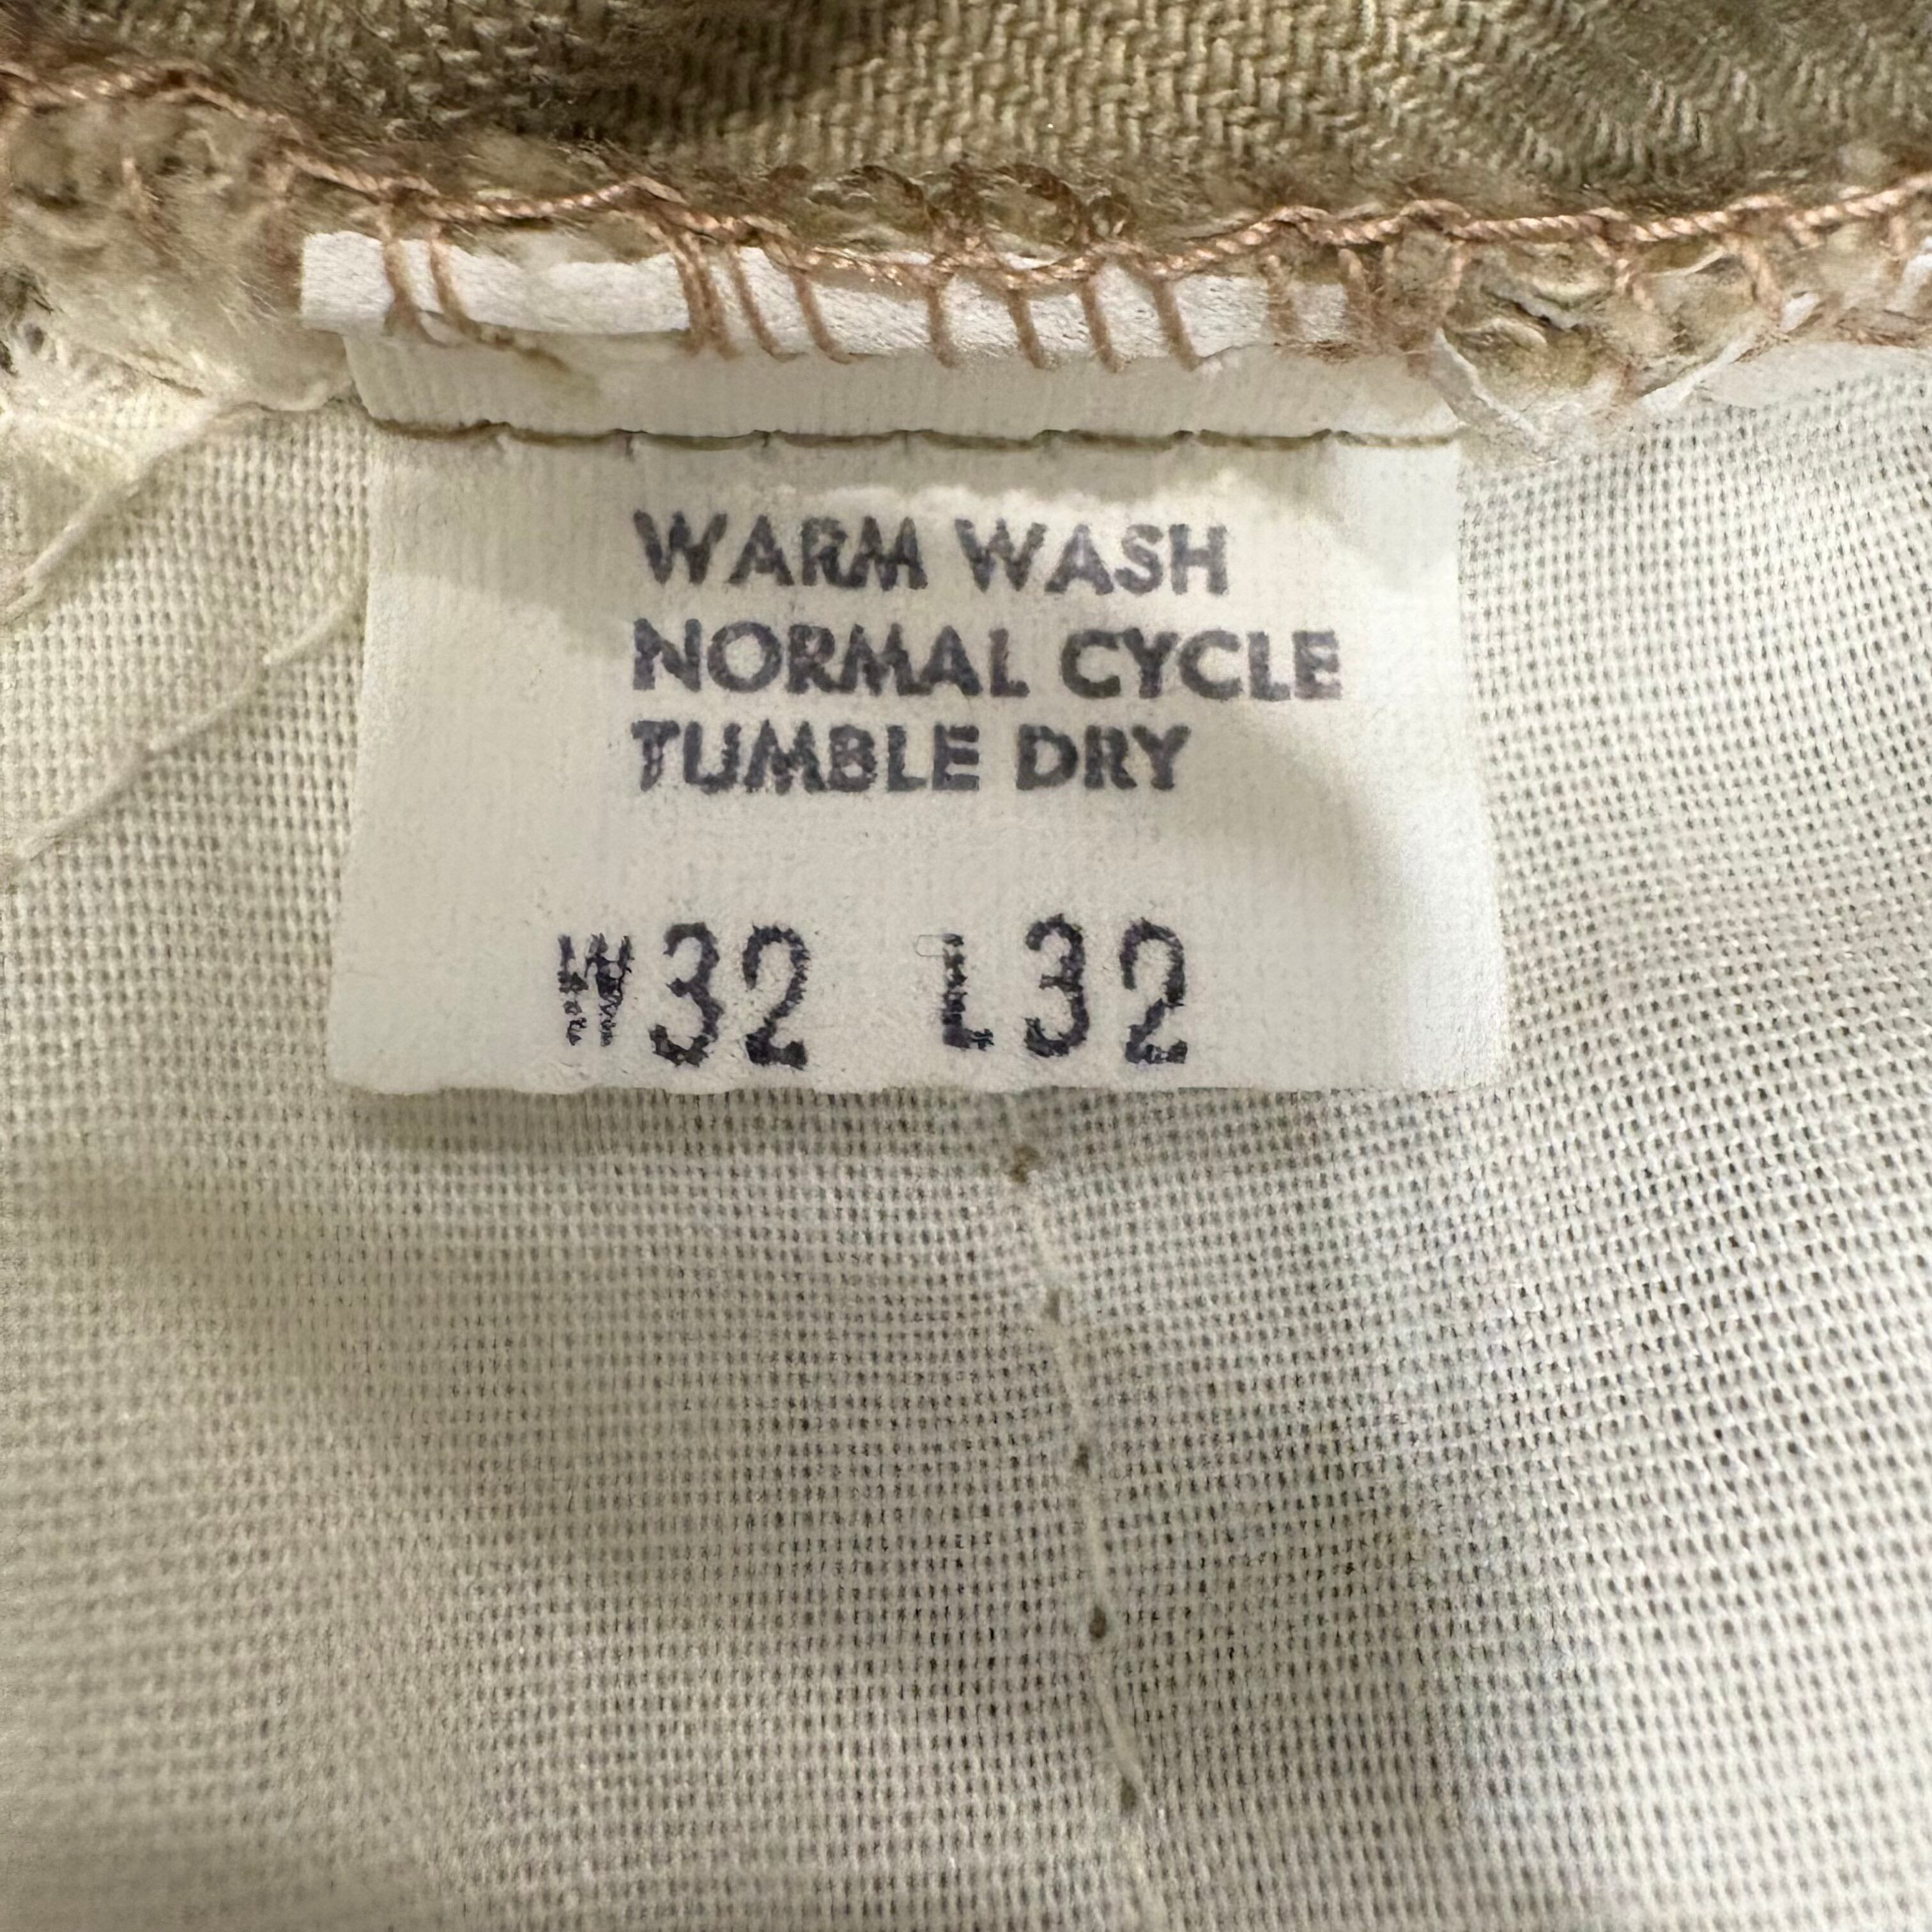 WARM WASH
NORMAL CYCLE
TUMBLE DRY
W32 L32